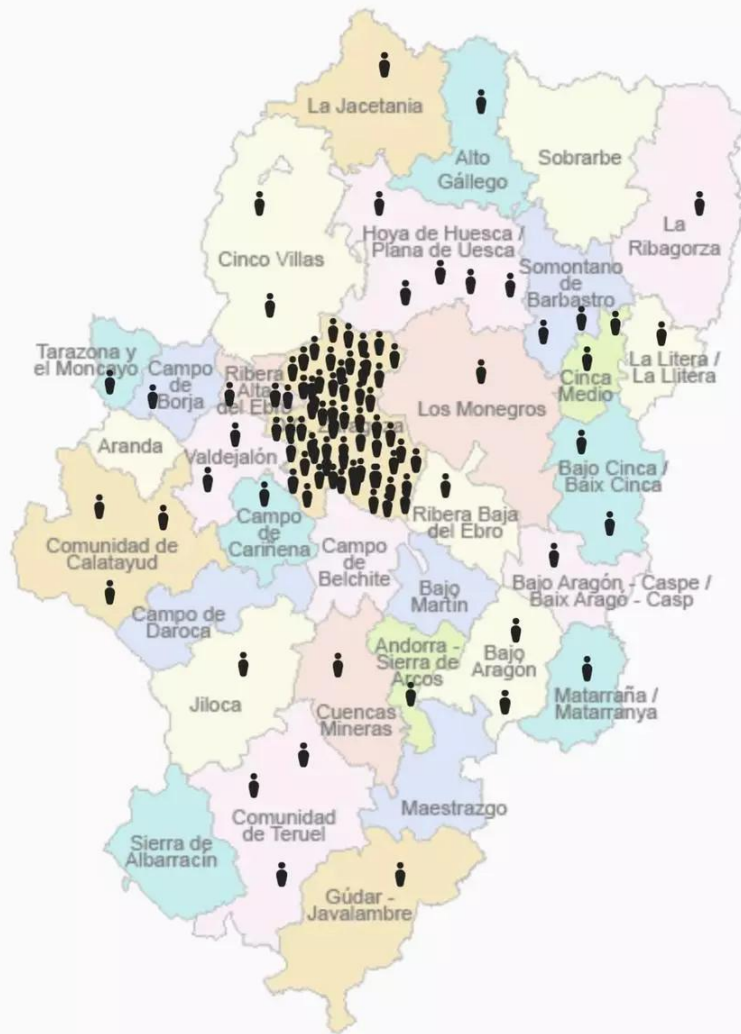 La Jacetania
Alto
Gállego
Sobrarbe
La
Ribagorza
Cinco Villas
Hoya de Huesca /
Plana de Uesca
Somontano
de
Barbastro
Tarazona y
el Moncayo
Campo
de
Borja
Ribera
Alta
del Ebro
Los Monegros
Cinca
Medio
La Litera /
La Llitera
Aranda
Valdejalón
Bajo Cinca /
Baix Cinca
Comunidad de
Calatayud
Campo
de
Cariñena
Ribera Baja
del Ebro
Campo
de
Belchite
Bajo
Martín
Bajo Aragón - Caspe /
Baix Aragó - Casp
Campo de
Daroca
Andorra -
Sierra de
Arcos
Bajo
Aragón
Jiloca
Cuencas
Mineras
Matarraña /
Matarranya
Comunidad
de Teruel
Maestrazgo
Sierra de
Albarracín
Gúdar -
Javalambre